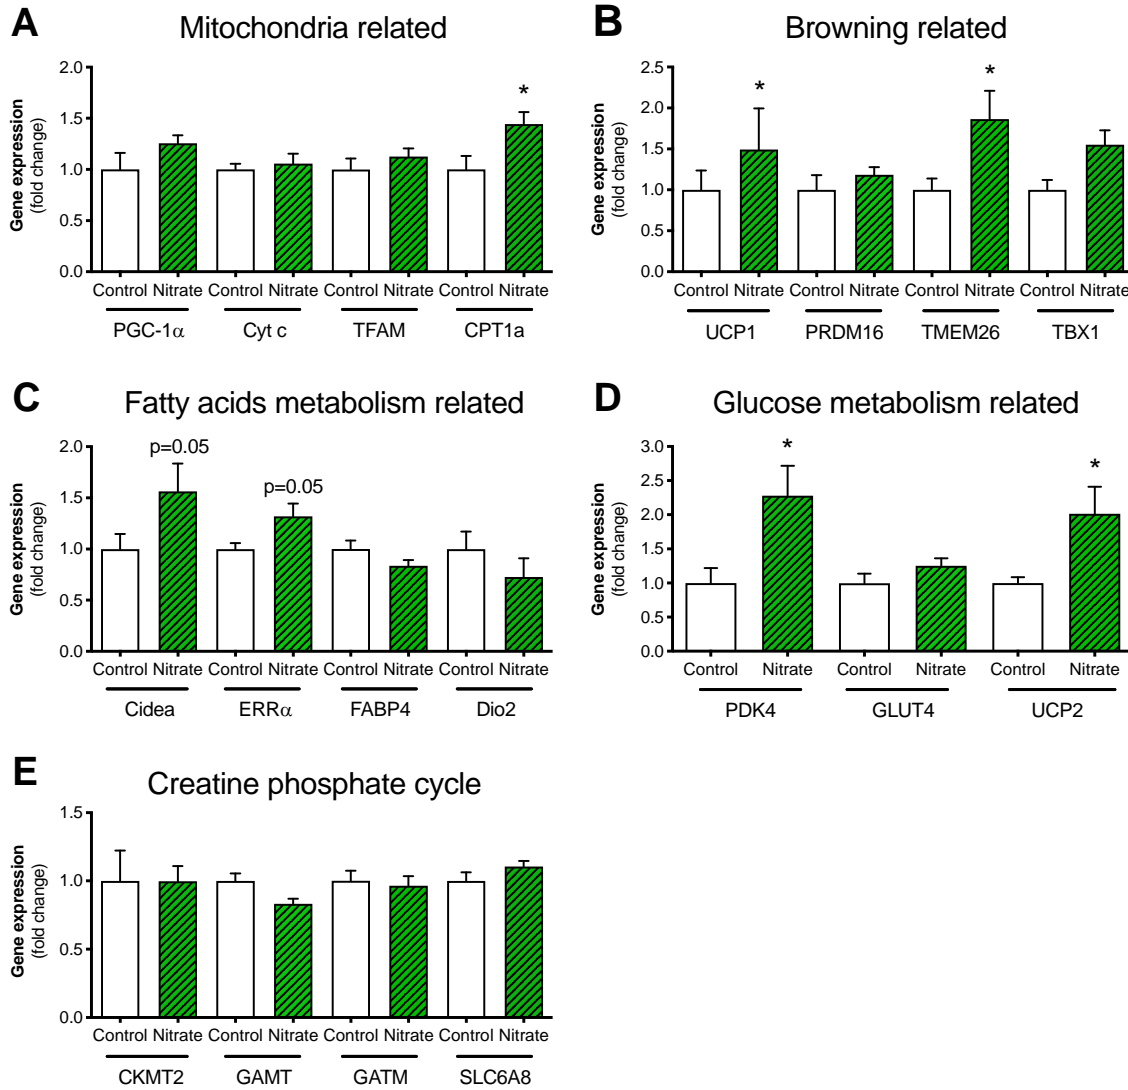 A
Mitochondria related
Gene expression
(fold change)
2.0
1.5
1.0
0.5
0.0
*
Control Nitrate Control Nitrate Control Nitrate Control Nitrate
PGC-1α Cyt c TFAM CPT1a
B
Browning related
Gene expression
(fold change)
2.5
2.0
1.5
1.0
0.5
0.0
* *
Control Nitrate Control Nitrate Control Nitrate Control Nitrate
UCP1 PRDM16 TMEM26 TBX1
C
Fatty acids metabolism related
Gene expression
(fold change)
2.0
1.5
1.0
0.5
0.0
p=0.05
p=0.05
Control Nitrate Control Nitrate Control Nitrate Control Nitrate
Cidea ERRα FABP4 Dio2
D
Glucose metabolism related
Gene expression
(fold change)
3.0
2.5
2.0
1.5
1.0
0.5
0.0
* *
Control Nitrate Control Nitrate Control Nitrate
PDK4 GLUT4 UCP2
E
Creatine phosphate cycle
Gene expression
(fold change)
1.5
1.0
0.5
0.0
Control Nitrate Control Nitrate Control Nitrate Control Nitrate
CKMT2 GAMT GATM SLC6A8